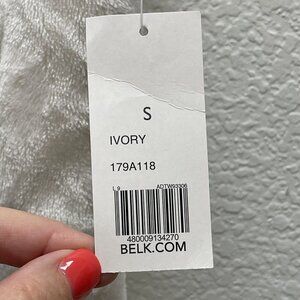 S
IVORY
179A118
L9 ADTW93306
480009134270
BELK.COM